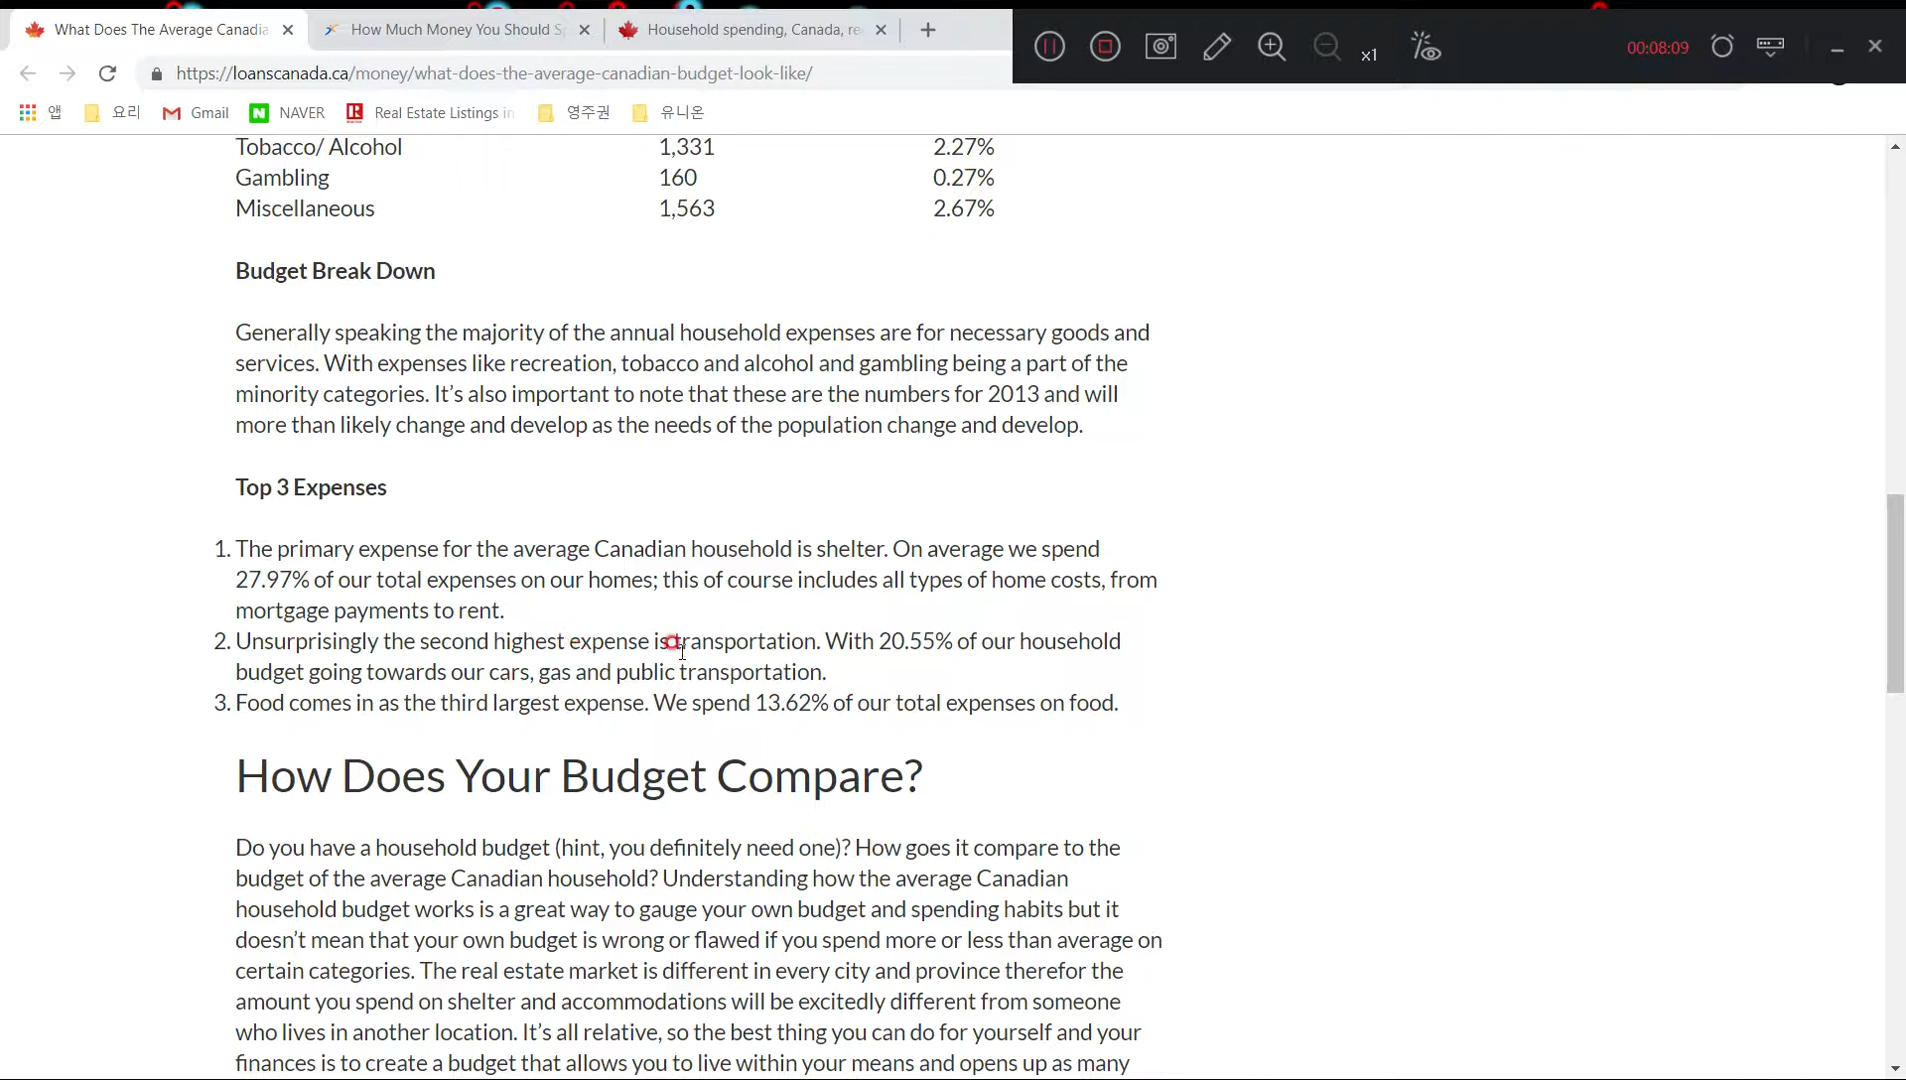 What Does The Average Canadia
How Much Money You Should S
Household spending, Canada, re
x1
00:08:09
https://loanscanada.ca/money/what-does-the-average-canadian-budget-look-like/
앱 요리 Gmail NAVER Real Estate Listings in 영주권 유니온
Tobacco/ Alcohol 1,331 2.27%
Gambling 160 0.27%
Miscellaneous 1,563 2.67%
Budget Break Down
Generally speaking the majority of the annual household expenses are for necessary goods and
services. With expenses like recreation, tobacco and alcohol and gambling being a part of the
minority categories. It’s also important to note that these are the numbers for 2013 and will
more than likely change and develop as the needs of the population change and develop.
Top 3 Expenses
1. The primary expense for the average Canadian household is shelter. On average we spend
27.97% of our total expenses on our homes; this of course includes all types of home costs, from
mortgage payments to rent.
2. Unsurprisingly the second highest expense is transportation. With 20.55% of our household
budget going towards our cars, gas and public transportation.
3. Food comes in as the third largest expense. We spend 13.62% of our total expenses on food.
How Does Your Budget Compare?
Do you have a household budget (hint, you definitely need one)? How goes it compare to the
budget of the average Canadian household? Understanding how the average Canadian
household budget works is a great way to gauge your own budget and spending habits but it
doesn’t mean that your own budget is wrong or flawed if you spend more or less than average on
certain categories. The real estate market is different in every city and province therefor the
amount you spend on shelter and accommodations will be excitedly different from someone
who lives in another location. It’s all relative, so the best thing you can do for yourself and your
finances is to create a budget that allows you to live within your means and opens up as many